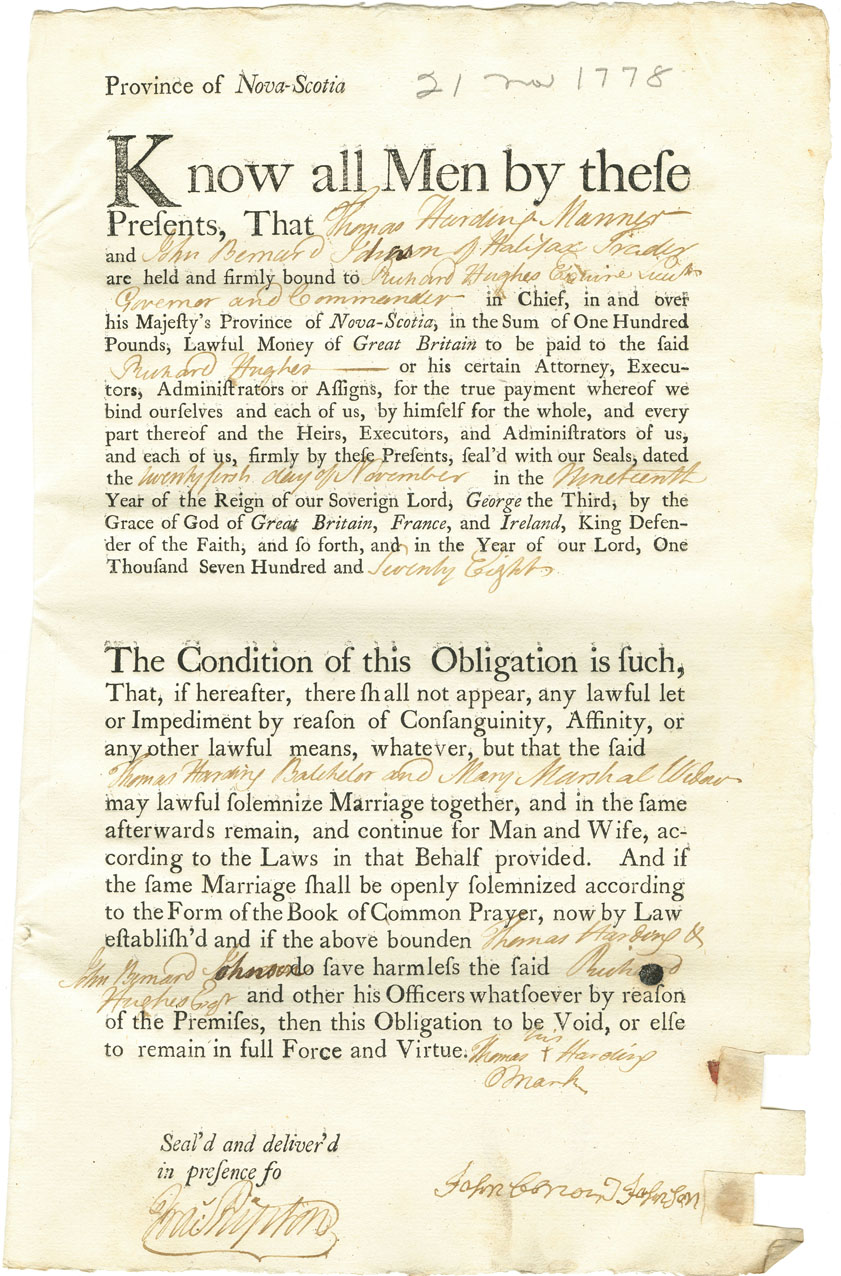 Province of Nova-Scotia 21 Nov 1778
Know all Men by theſe
Preſents, That Thomas Harding Manner
and John Bernard Johnson of Halifax Trader
are held and firmly bound to Richard Hughes Esquire Lieut
Governor and Commander in Chief, in and over
his Majeſty's Province of Nova-Scotia, in the Sum of One Hundred
Pounds, Lawful Money of Great Britain to be paid to the ſaid
Richard Hughes — or his certain Attorney, Execu-
tors, Adminiſtrators or Aſſigns, for the true payment whereof we
bind ourſelves and each of us, by himſelf for the whole, and every
part thereof and the Heirs, Executors, and Adminiſtrators of us,
and each of us, firmly by theſe Preſents, ſeal'd with our Seals, dated
the twenty first day of November in the Nineteenth
Year of the Reign of our Soverign Lord, George the Third, by the
Grace of God of Great Britain, France, and Ireland, King Defen-
der of the Faith, and ſo forth, and in the Year of our Lord, One
Thouſand Seven Hundred and Seventy Eight
The Condition of this Obligation is ſuch,
That, if hereafter, there ſhall not appear, any lawful let
or Impediment by reaſon of Conſanguinity, Affinity, or
any other lawful means, whatever, but that the ſaid
Thomas Harding Batchelor and Mary Marshal Widow
may lawful ſolemnize Marriage together, and in the ſame
afterwards remain, and continue for Man and Wife, ac-
cording to the Laws in that Behalf provided. And if
the ſame Marriage ſhall be openly ſolemnized according
to the Form of the Book of Common Prayer, now by Law
eſtabliſh'd and if the above bounden Thomas Harding &
John Bernard Johnson do ſave harmleſs the ſaid Richard
Hughes Esqr and other his Officers whatſoever by reaſon
of the Premiſes, then this Obligation to be Void, or elſe
to remain in full Force and Virtue. Thomas his + Harding
mark
Seal'd and deliver'd
in preſence fo
John Bernard Johnson